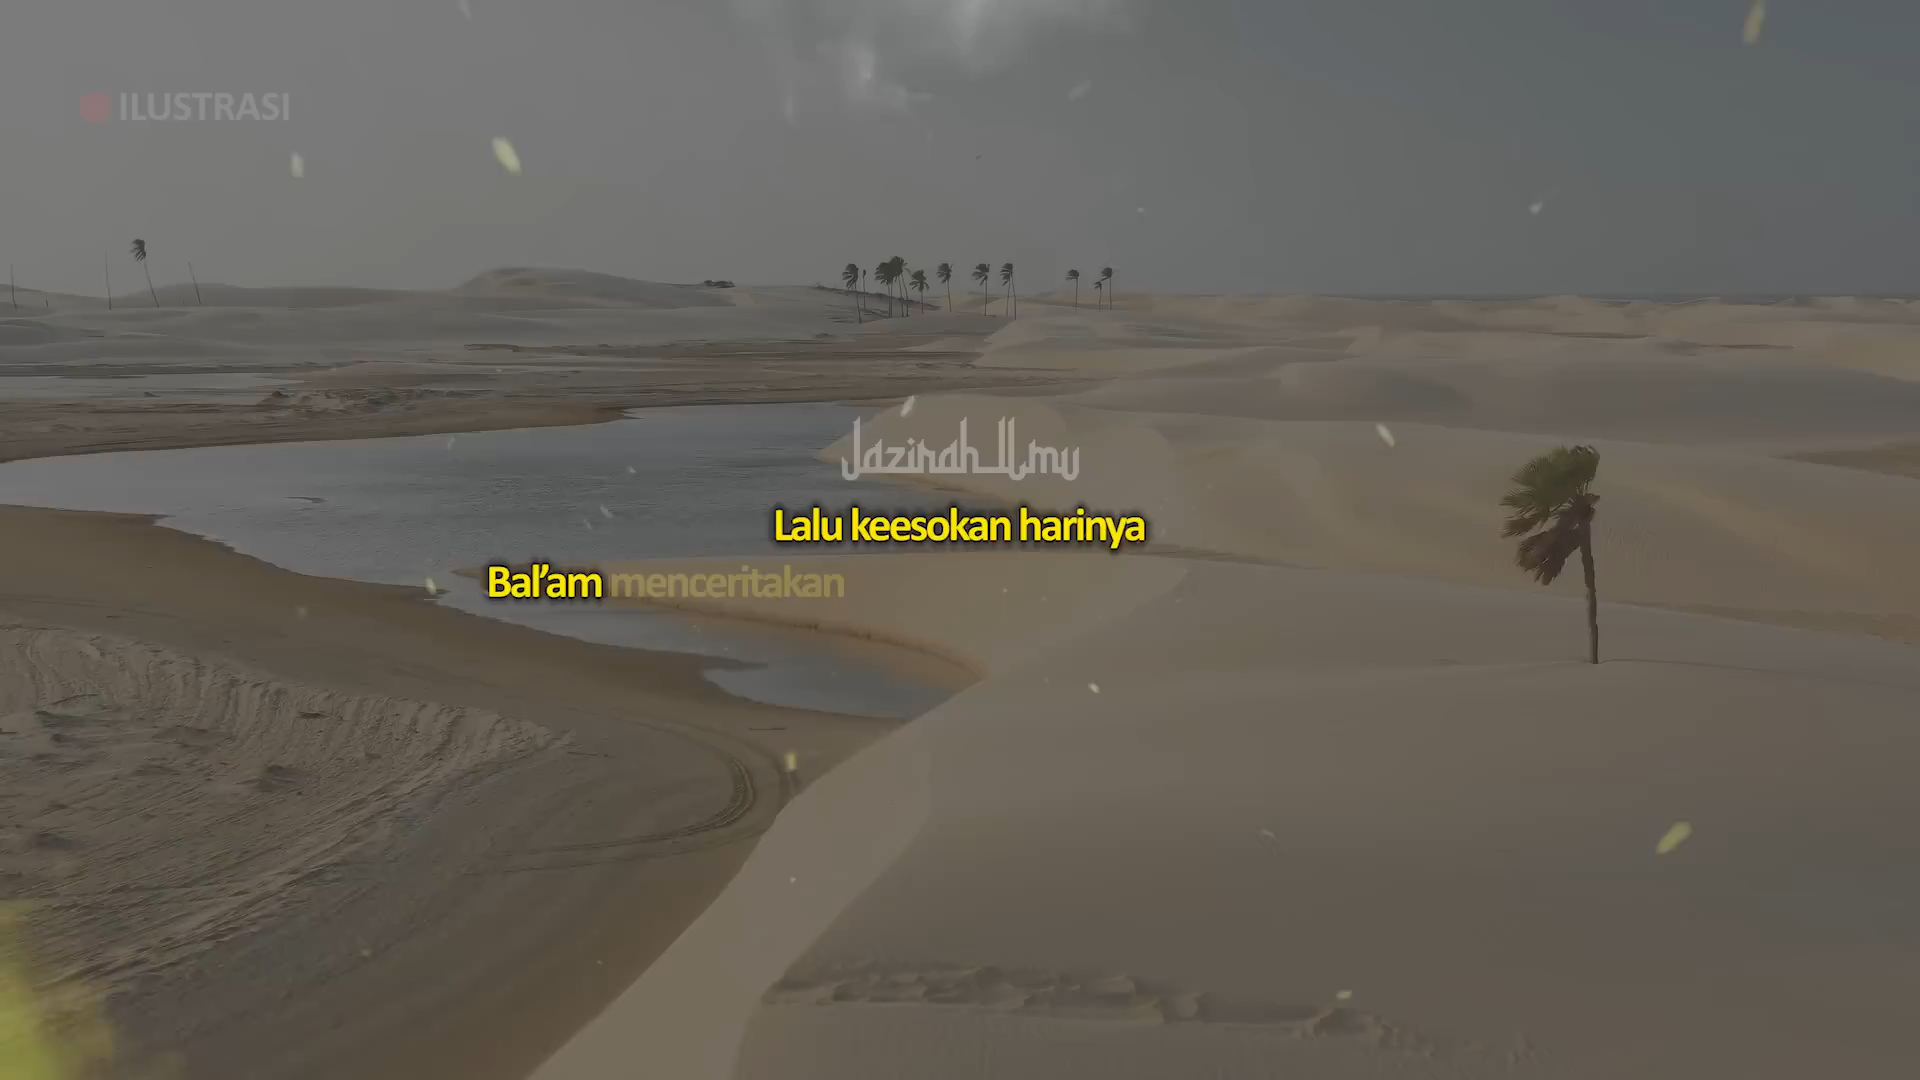 ILUSTRASI
Jazirah Ilmu
Lalu keesokan harinya
Bal’am menceritakan